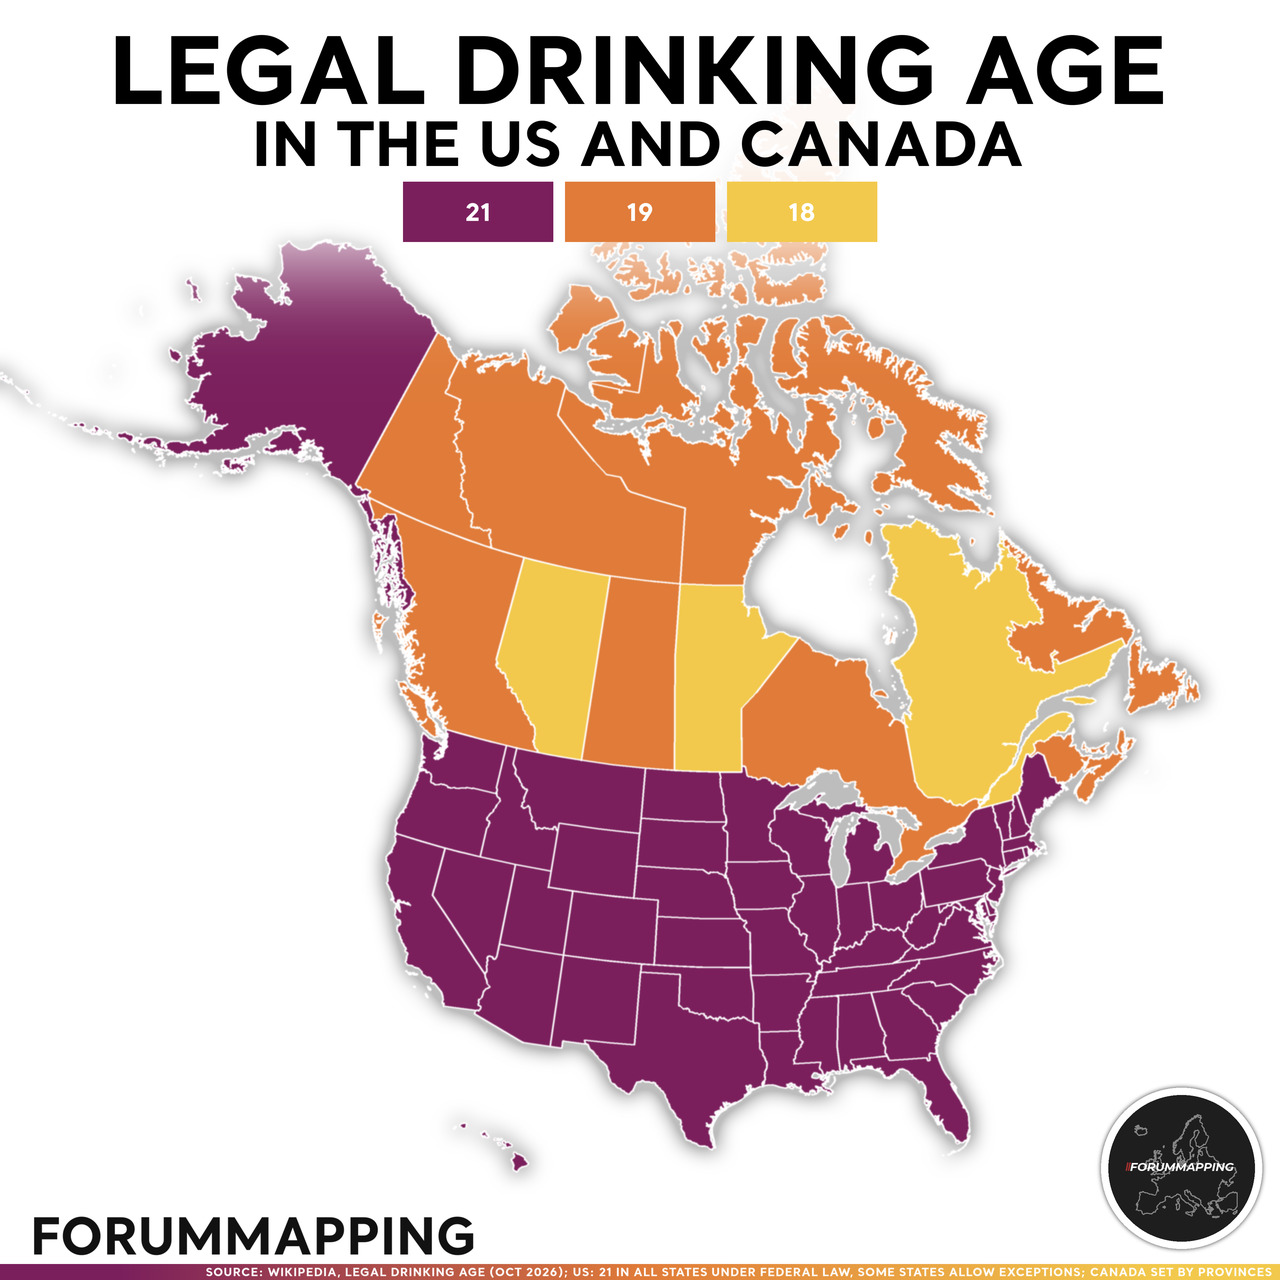 LEGAL DRINKING AGE
IN THE US AND CANADA
21 19 18
//FORUMMAPPING
FORUMMAPPING
SOURCE: WIKIPEDIA, LEGAL DRINKING AGE (OCT 2026); US: 21 IN ALL STATES UNDER FEDERAL LAW, SOME STATES ALLOW EXCEPTIONS; CANADA SET BY PROVINCES